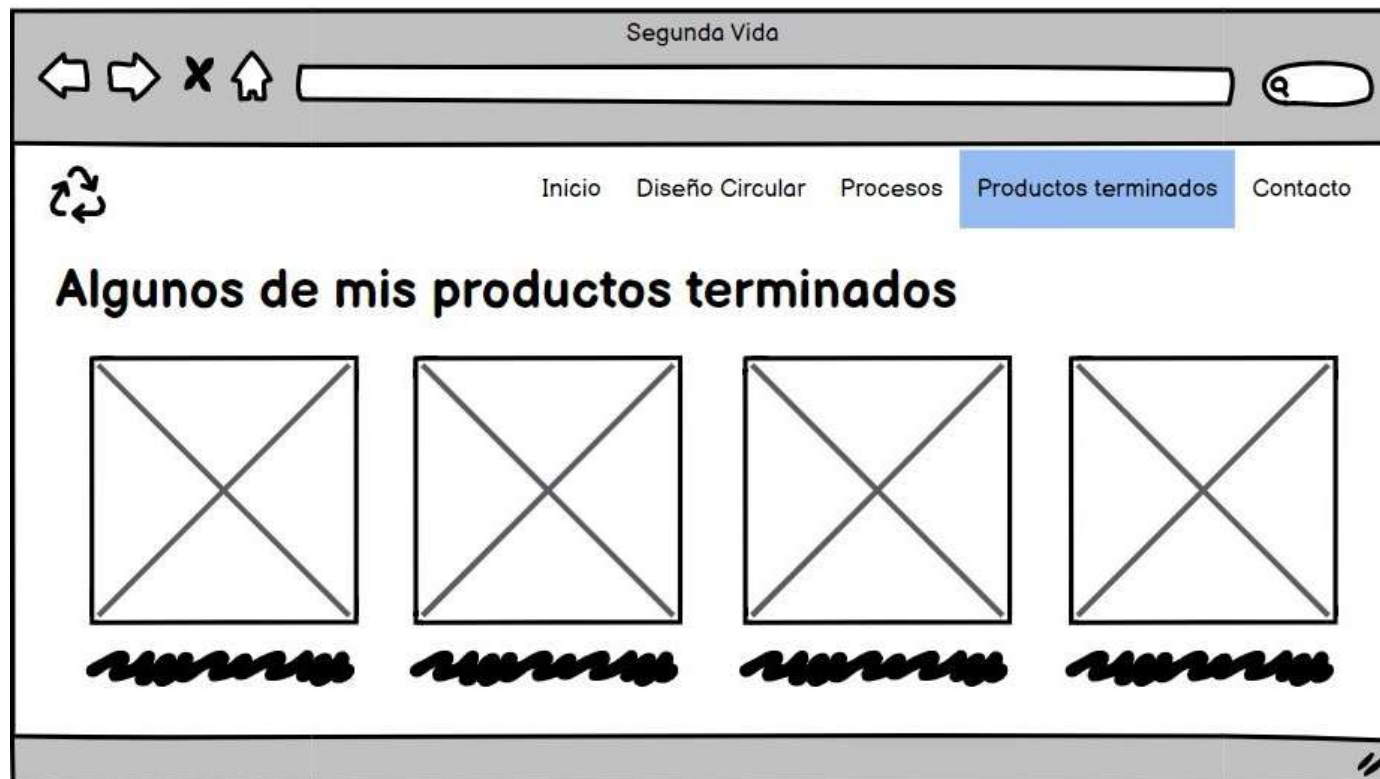 Segunda Vida
Inicio Diseño Circular Procesos Productos terminados Contacto
Algunos de mis productos terminados